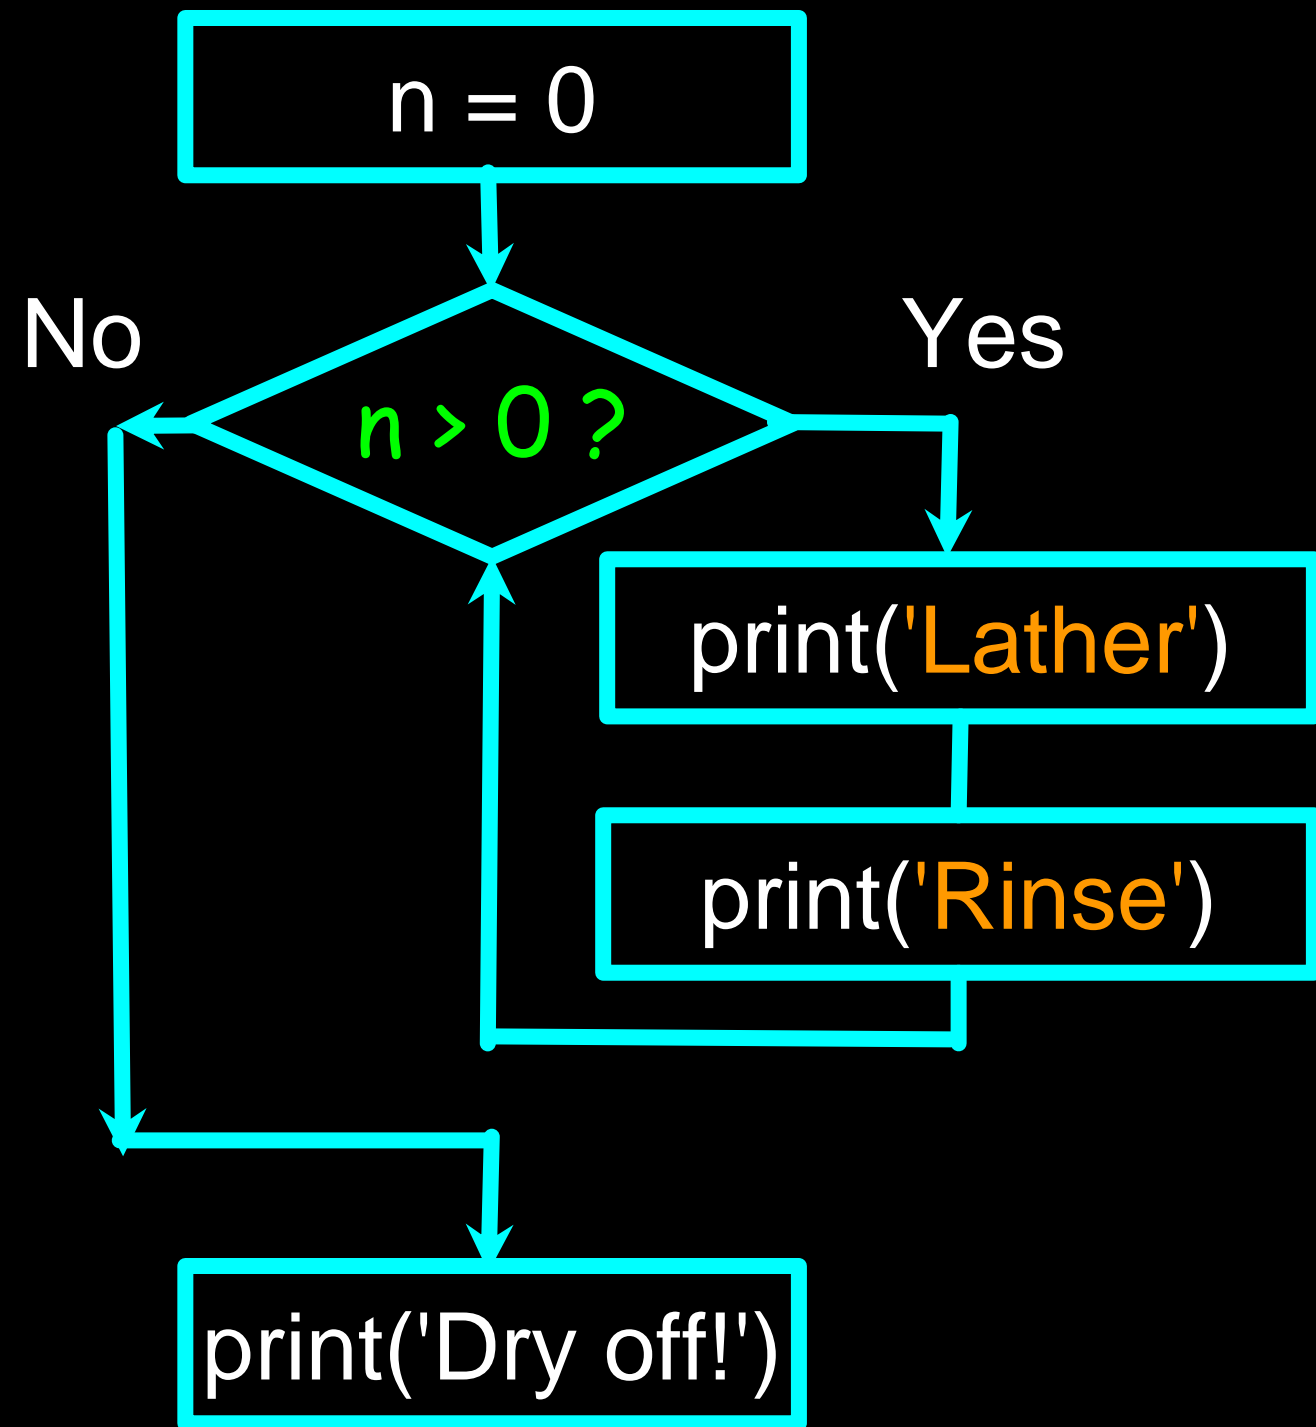 n = 0
No
Yes
n > 0 ?
print('Lather')
print('Rinse')
print('Dry off!')